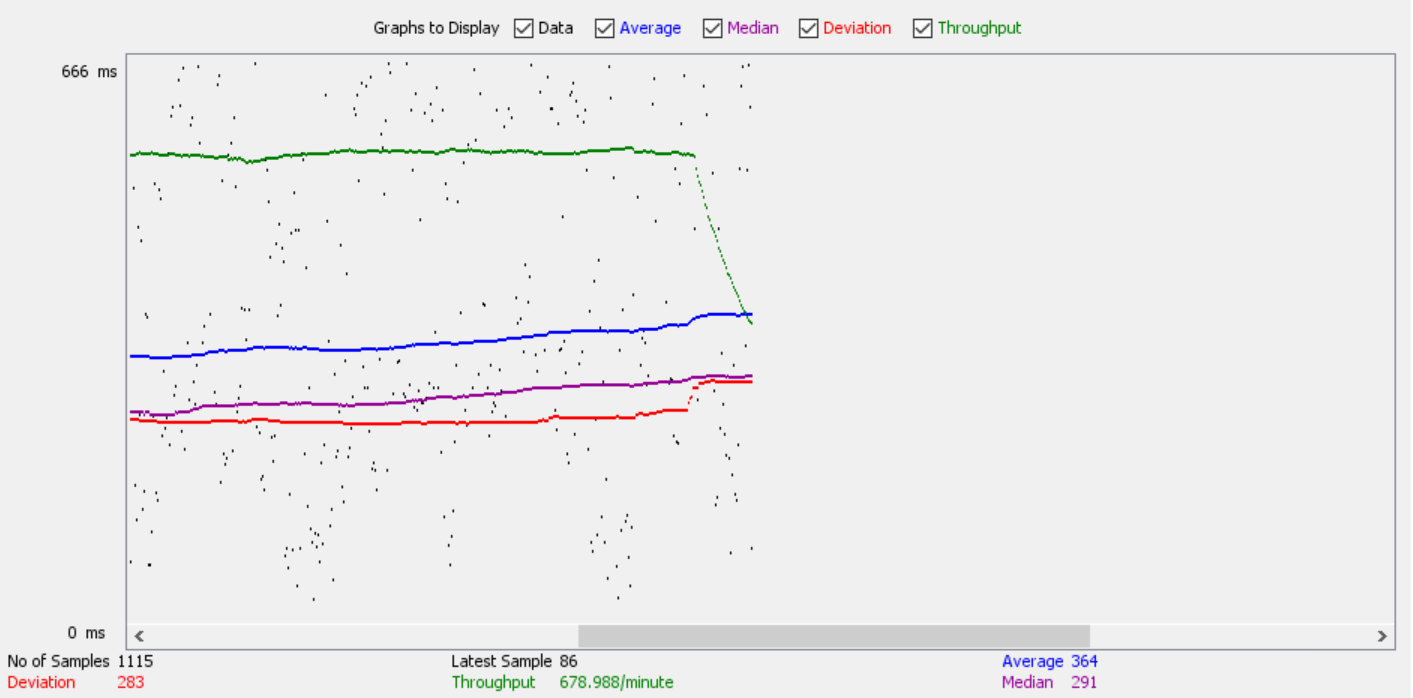 Graphs to Display Data Average Median Deviation Throughput
666 ms
0 ms
No of Samples 1115 Latest Sample 86 Average 364
Deviation 283 Throughput 678.988/minute Median 291